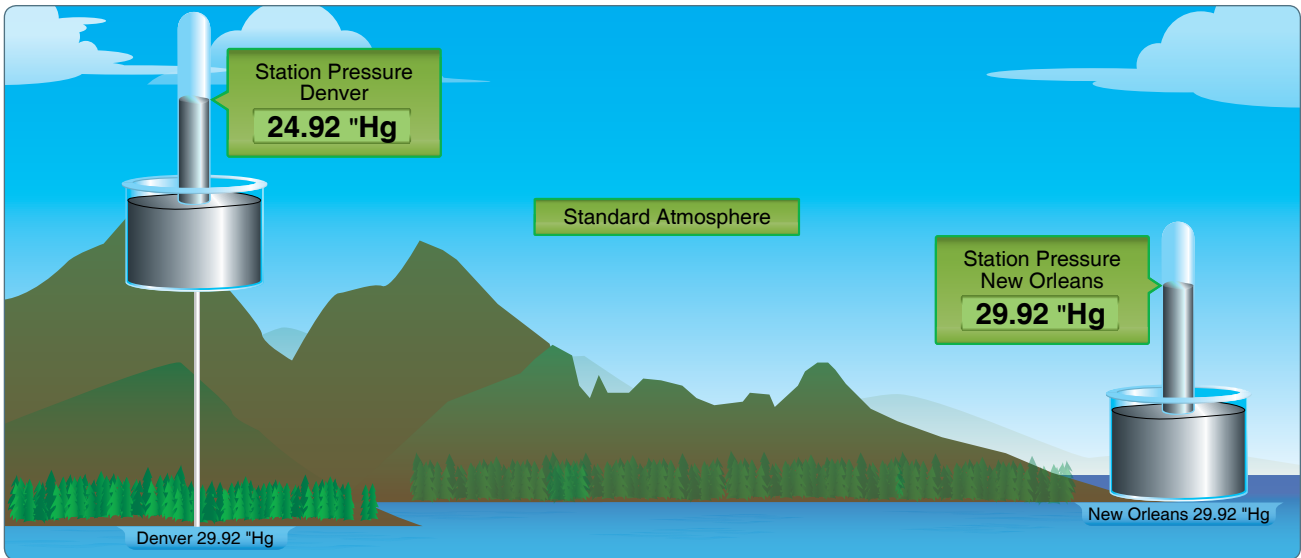 Station Pressure
Denver
24.92 "Hg
Standard Atmosphere
Station Pressure
New Orleans
29.92 "Hg
Denver 29.92 "Hg
New Orleans 29.92 "Hg